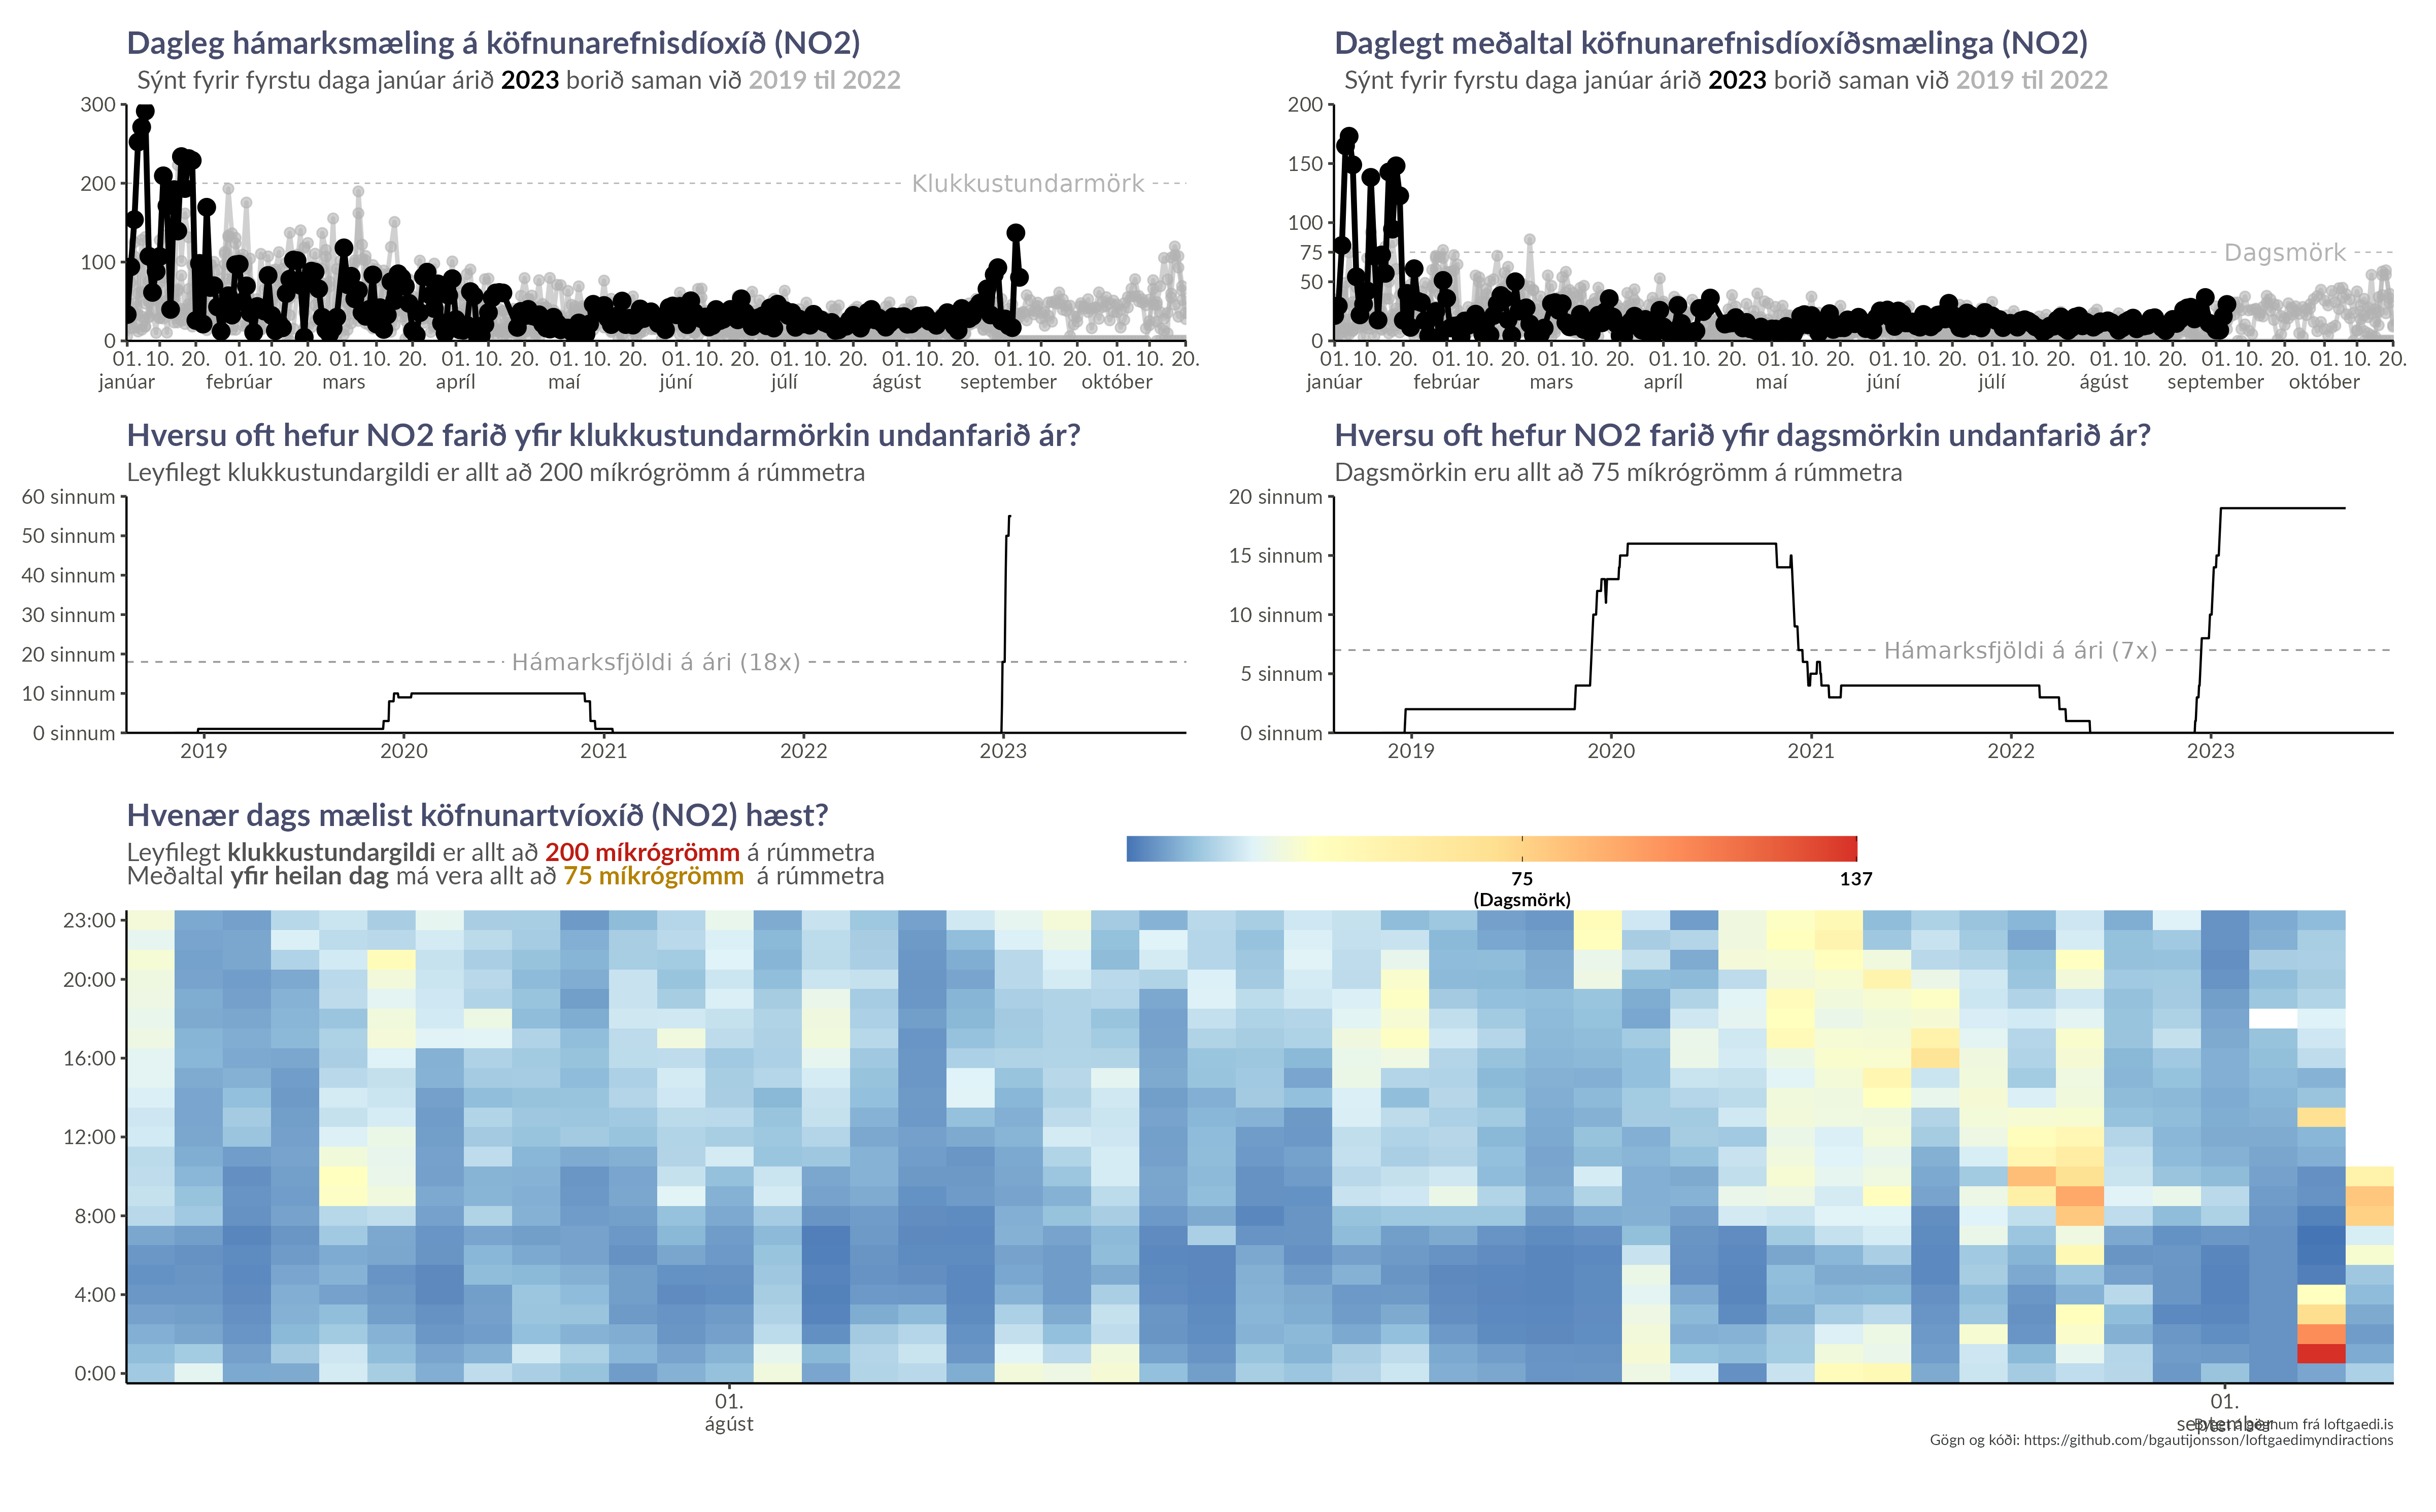 Dagleg hámarksmæling á köfnunarefnisdíoxíð (NO2)
Sýnt fyrir fyrstu daga janúar árið 2023 borið saman við 2019 til 2022
300
200
100
0
Klukkustundarmörk
01. 10. 20. 01. 10. 20. 01. 10. 20. 01. 10. 20. 01. 10. 20. 01. 10. 20. 01. 10. 20. 01. 10. 20. 01. 10. 20. 01. 10. 20.
janúar febrúar mars apríl maí júní júlí ágúst september október
Daglegt meðaltal köfnunarefnisdíoxíðsmælinga (NO2)
Sýnt fyrir fyrstu daga janúar árið 2023 borið saman við 2019 til 2022
200
150
100
75
50
0
Dagsmörk
01. 10. 20. 01. 10. 20. 01. 10. 20. 01. 10. 20. 01. 10. 20. 01. 10. 20. 01. 10. 20. 01. 10. 20. 01. 10. 20. 01. 10. 20.
janúar febrúar mars apríl maí júní júlí ágúst september október
Hversu oft hefur NO2 farið yfir klukkustundarmörkin undanfarið ár?
Leyfilegt klukkustundargildi er allt að 200 míkrógrömm á rúmmetra
60 sinnum
50 sinnum
40 sinnum
30 sinnum
20 sinnum
10 sinnum
0 sinnum
Hámarksfjöldi á ári (18x)
2019 2020 2021 2022 2023
Hversu oft hefur NO2 farið yfir dagsmörkin undanfarið ár?
Dagsmörkin eru allt að 75 míkrógrömm á rúmmetra
20 sinnum
15 sinnum
10 sinnum
5 sinnum
0 sinnum
Hámarksfjöldi á ári (7x)
2019 2020 2021 2022 2023
Hvenær dags mælist köfnunartvíoxíð (NO2) hæst?
Leyfilegt klukkustundargildi er allt að 200 míkrógrömm á rúmmetra
Meðaltal yfir heilan dag má vera allt að 75 míkrógrömm á rúmmetra
75 137
(Dagsmörk)
23:00
20:00
16:00
12:00
8:00
4:00
0:00
01. 01.
ágúst september
frá loftgaedi.is
Gögn og kóði: https://github.com/bgautijonsson/loftgaedimyndiractions